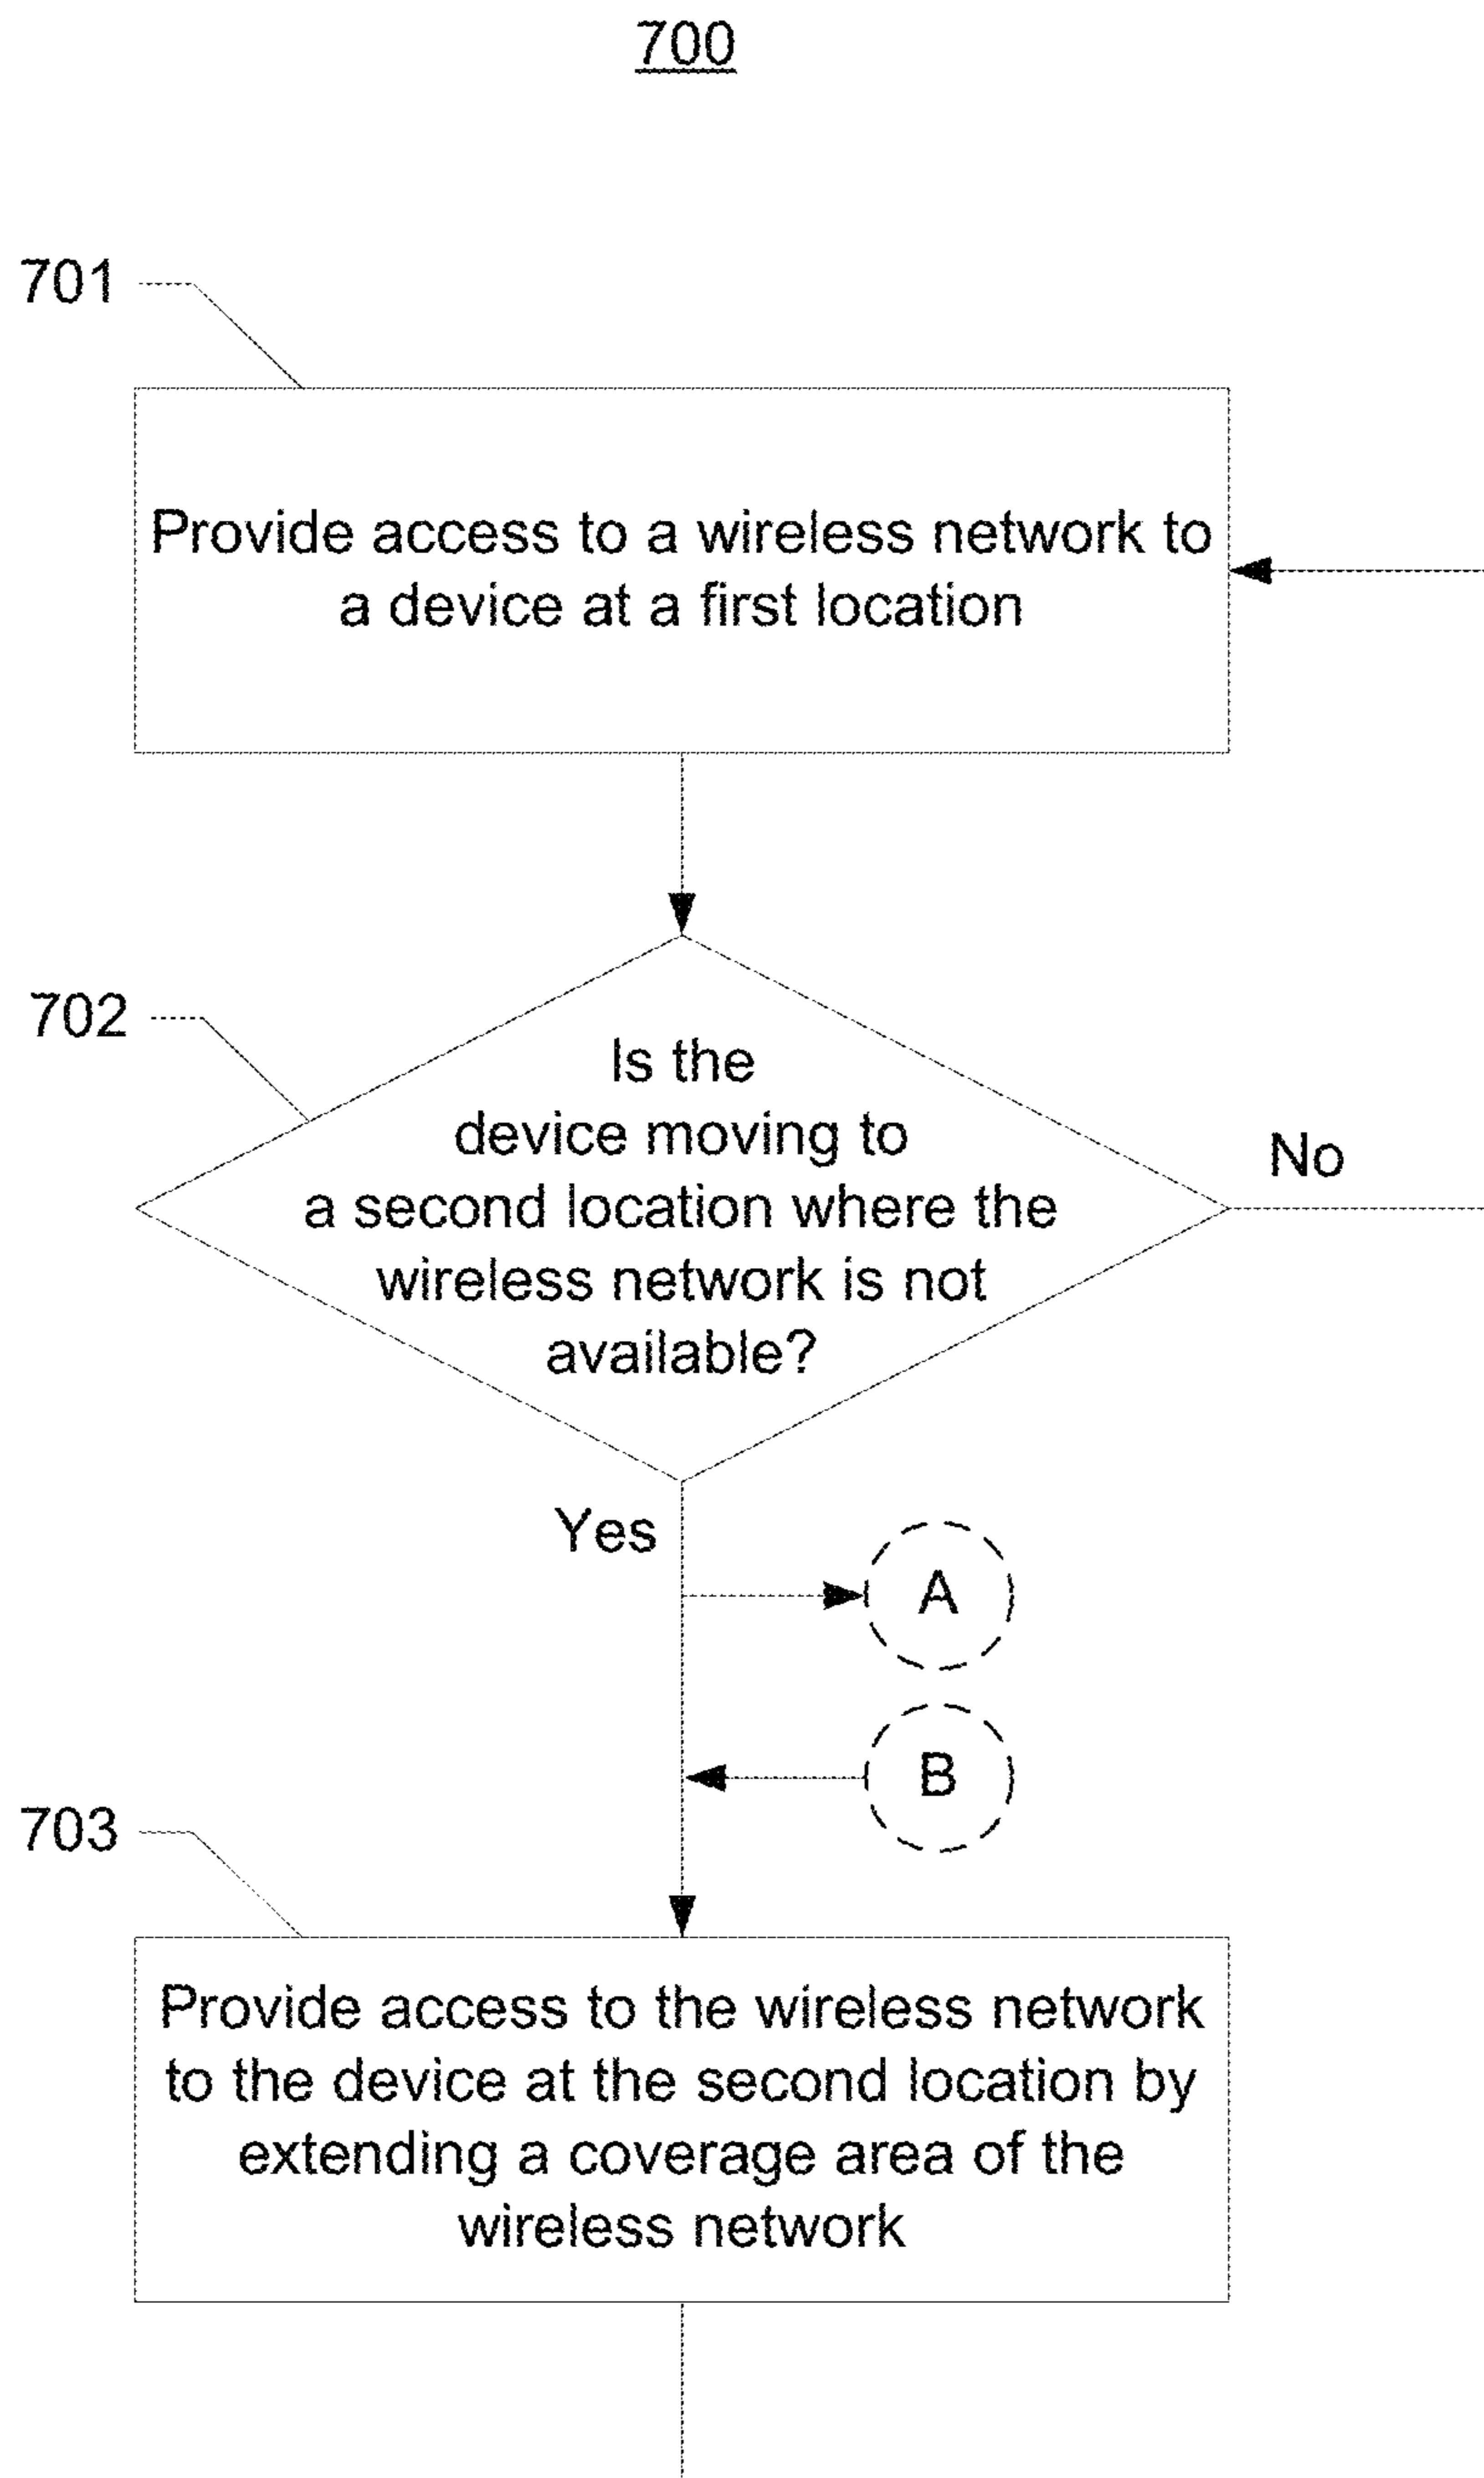 700
701
Provide access to a wireless network to
a device at a first location
702
Is the
device moving to
a second location where the
wireless network is not
available?
No
Yes
A
B
703
Provide access to the wireless network
to the device at the second location by
extending a coverage area of the
wireless network